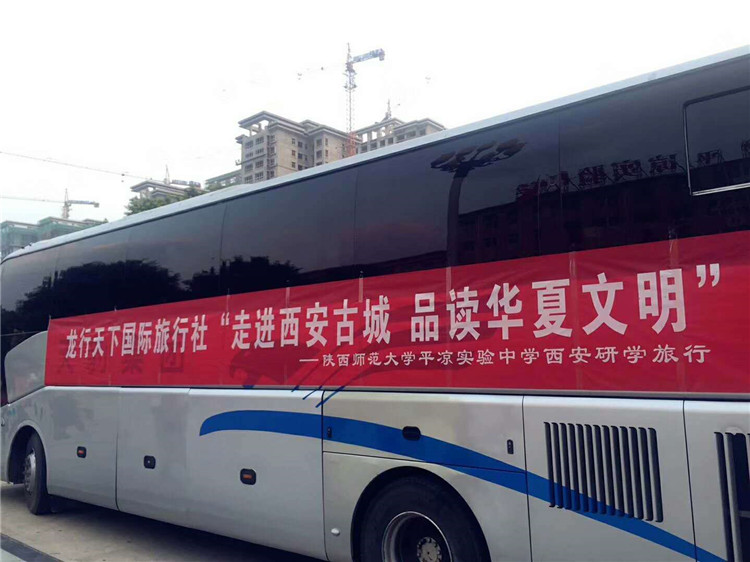 龙行天下国际旅行社“走进西安古城 品读华夏文明”
——陕西师范大学平凉实验中学西安研学旅行